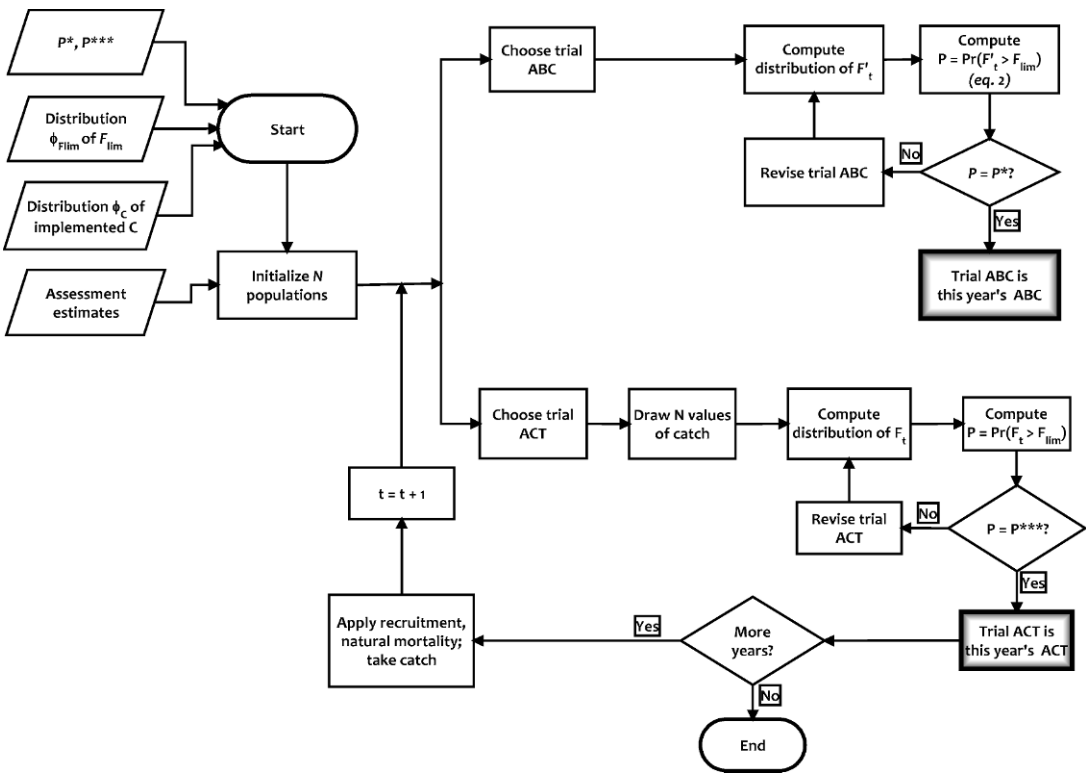 P*, P***
Distribution
ϕFlim of Flim
Distribution ϕC of
implemented C
Assessment
estimates
Start
Initialize N
populations
Choose trial
ABC
Compute
distribution of F't
Compute
P = Pr(F't > Flim)
(eq. 2)
Revise trial ABC
No
P = P*?
Yes
Trial ABC is
this year's ABC
Choose trial
ACT
Draw N values
of catch
Compute
distribution of Ft
Compute
P = Pr(Ft > Flim)
t = t + 1
Revise trial
ACT
No
P = P***?
Yes
Apply recruitment,
natural mortality;
take catch
Yes
More
years?
Trial ACT is
this year's ACT
No
End